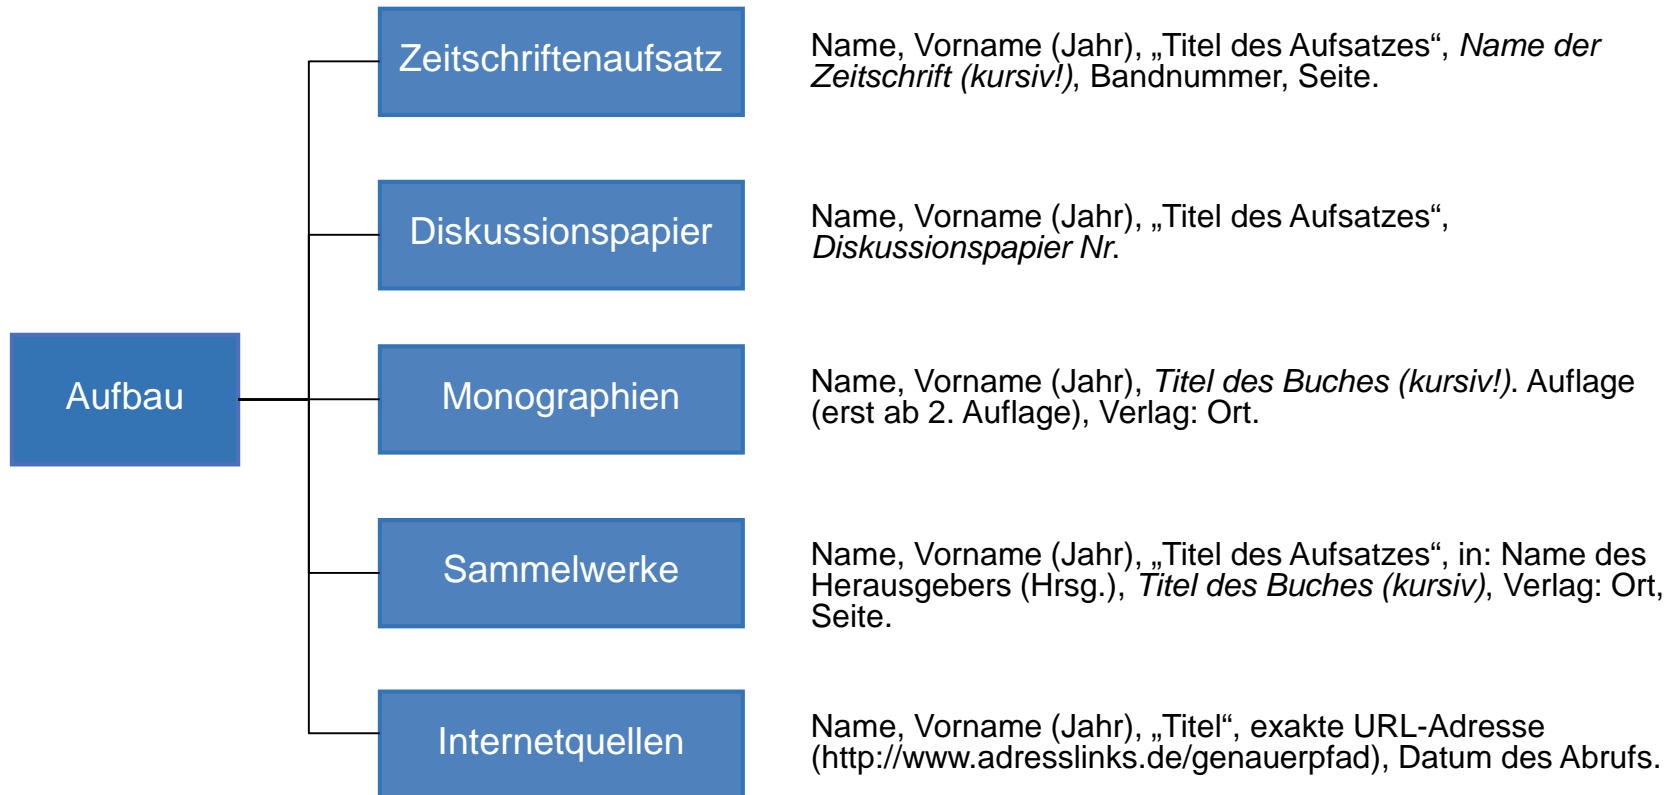 Zeitschriftenaufsatz
Name, Vorname (Jahr), „Titel des Aufsatzes“, Name der
Zeitschrift (kursiv!), Bandnummer, Seite.
Diskussionspapier
Name, Vorname (Jahr), „Titel des Aufsatzes“,
Diskussionspapier Nr.
Aufbau
Monographien
Name, Vorname (Jahr), Titel des Buches (kursiv!). Auflage
(erst ab 2. Auflage), Verlag: Ort.
Sammelwerke
Name, Vorname (Jahr), „Titel des Aufsatzes“, in: Name des
Herausgebers (Hrsg.), Titel des Buches (kursiv), Verlag: Ort,
Seite.
Internetquellen
Name, Vorname (Jahr), „Titel“, exakte URL-Adresse
(http://www.adresslinks.de/genauerpfad), Datum des Abrufs.